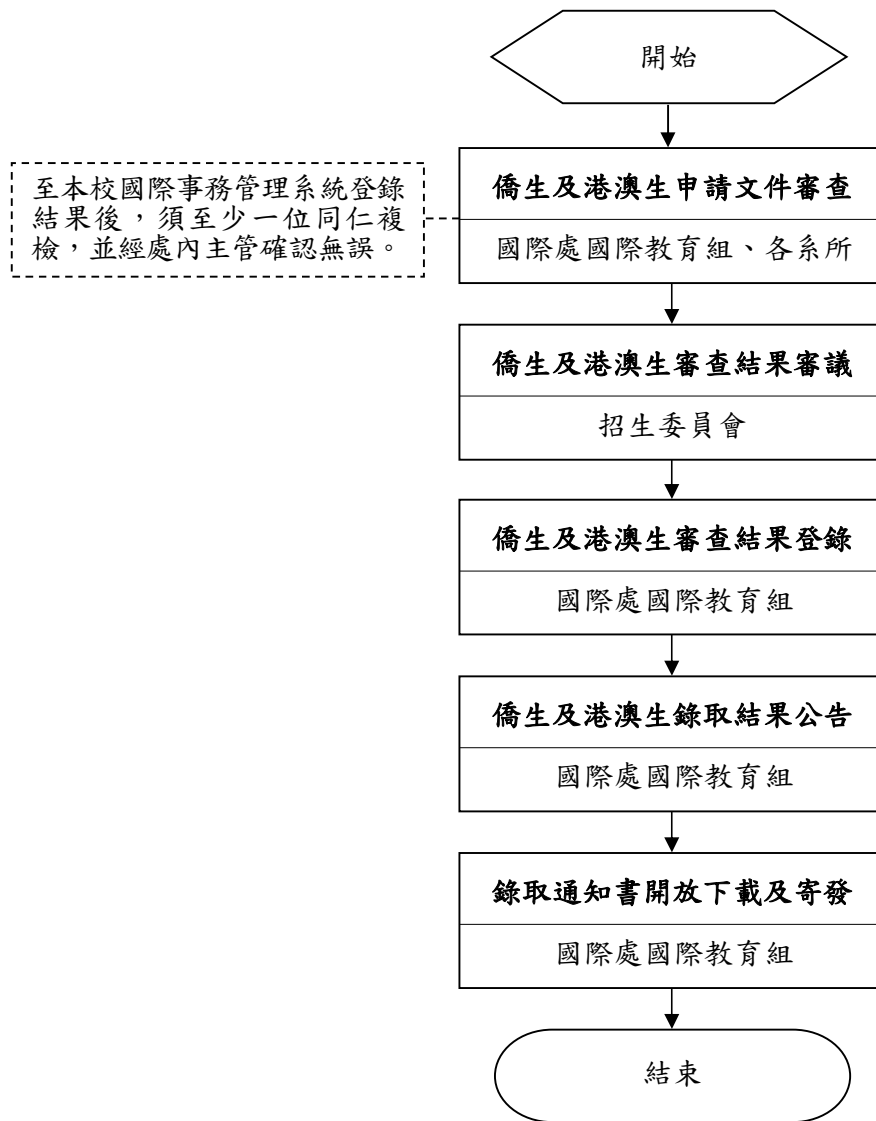 開始
僑生及港澳生申請文件審查
國際處國際教育組、各系所
至本校國際事務管理系統登錄
結果後，須至少一位同仁複
檢，並經處內主管確認無誤。
僑生及港澳生審查結果審議
招生委員會
僑生及港澳生審查結果登錄
國際處國際教育組
僑生及港澳生錄取結果公告
國際處國際教育組
錄取通知書開放下載及寄發
國際處國際教育組
結束